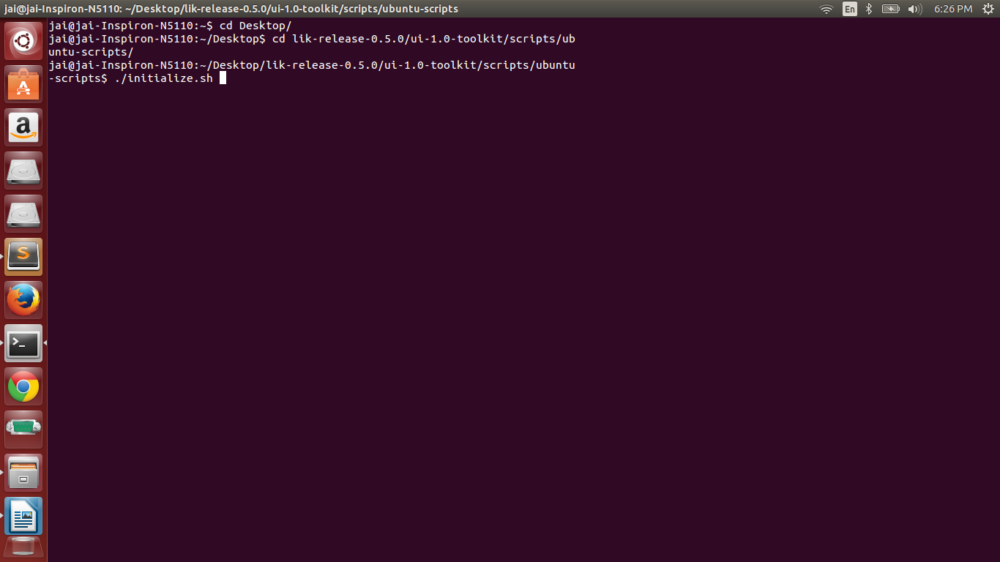 jai@jai-Inspiron-N5110: ~/Desktop/lik-release-0.5.0/ui-1.0-toolkit/scripts/ubuntu-scripts
En
6:26 PM
jai@jai-Inspiron-N5110:~$ cd Desktop/
jai@jai-Inspiron-N5110:~/Desktop$ cd lik-release-0.5.0/ui-1.0-toolkit/scripts/ub
untu-scripts/
jai@jai-Inspiron-N5110:~/Desktop/lik-release-0.5.0/ui-1.0-toolkit/scripts/ubuntu
-scripts$ ./initialize.sh
A
a
S
>_